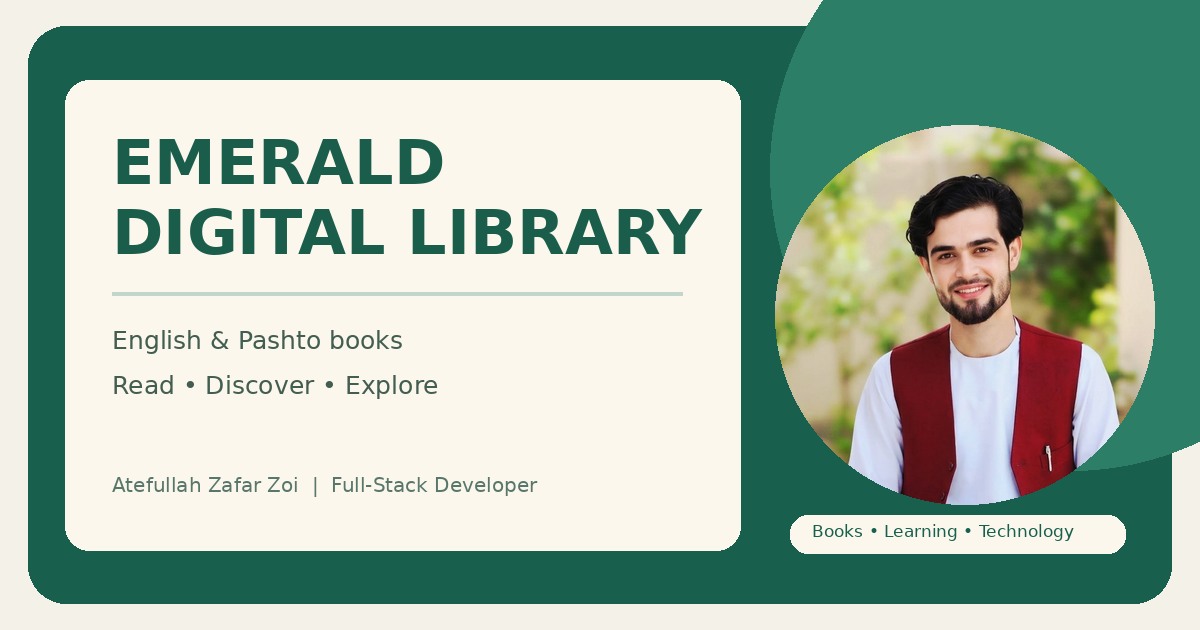 EMERALD
DIGITAL LIBRARY
English & Pashto books
Read • Discover • Explore
Atefullah Zafar Zoi | Full-Stack Developer
Books • Learning • Technology